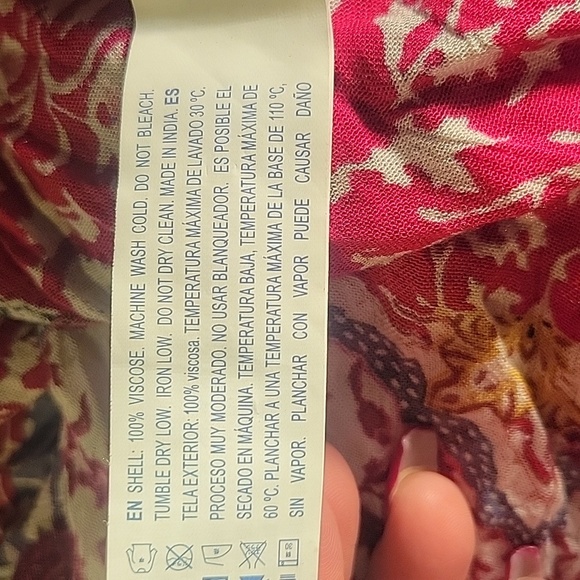 EN SHELL: 100% VISCOSE. MACHINE WASH COLD. DO NOT BLEACH.
TUMBLE DRY LOW. IRON LOW. DO NOT DRY CLEAN. MADE IN INDIA. ES
TELA EXTERIOR: 100% viscosa. TEMPERATURA MÁXIMA DE LAVADO 30 ºC.
PROCESO MUY MODERADO. NO USAR BLANQUEADOR. ES POSIBLE EL
SECADO EN MÁQUINA. TEMPERATURA BAJA, TEMPERATURA MÁXIMA DE
60 ºC. PLANCHAR A UNA TEMPERATURA MÁXIMA DE LA BASE DE 110 ºC,
SIN VAPOR. PLANCHAR CON VAPOR PUEDE CAUSAR DAÑO